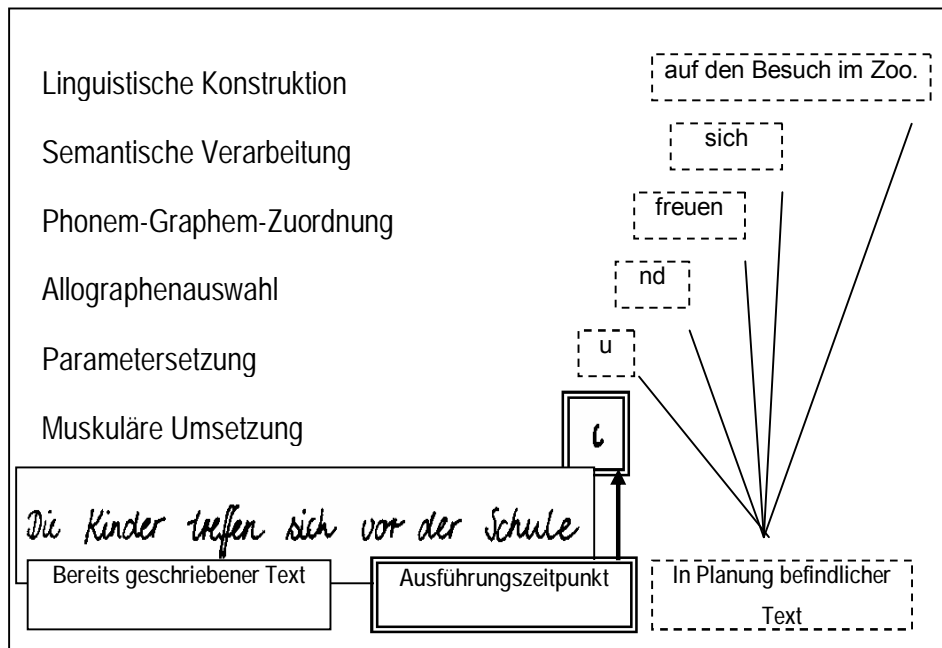 Linguistische Konstruktion
auf den Besuch im Zoo.
Semantische Verarbeitung
sich
Phonem-Graphem-Zuordnung
freuen
Allographenauswahl
nd
Parametersetzung
u
Muskuläre Umsetzung
Die Kinder treffen sich vor der Schule
Bereits geschriebener Text
Ausführungszeitpunkt
In Planung befindlicher
Text